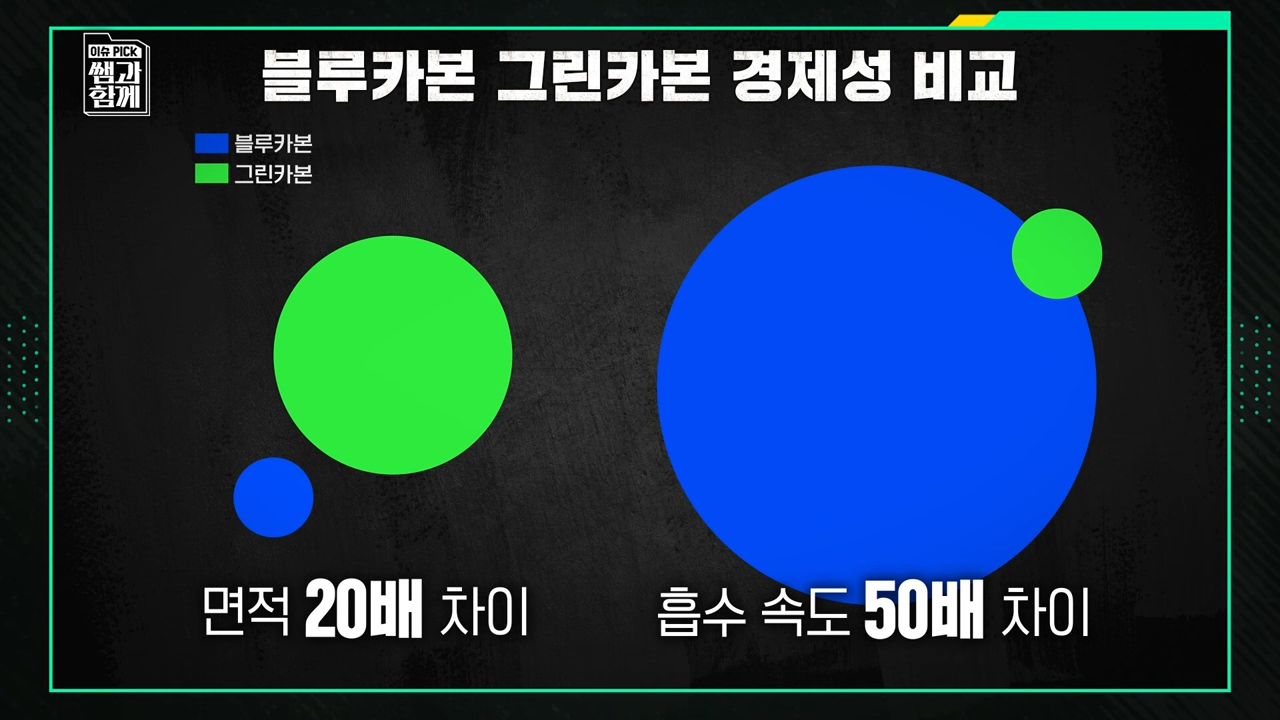 이슈 PICK
쌤과
함께
블루카본 그린카본 경제성 비교
블루카본
그린카본
면적 20배 차이
흡수 속도 50배 차이